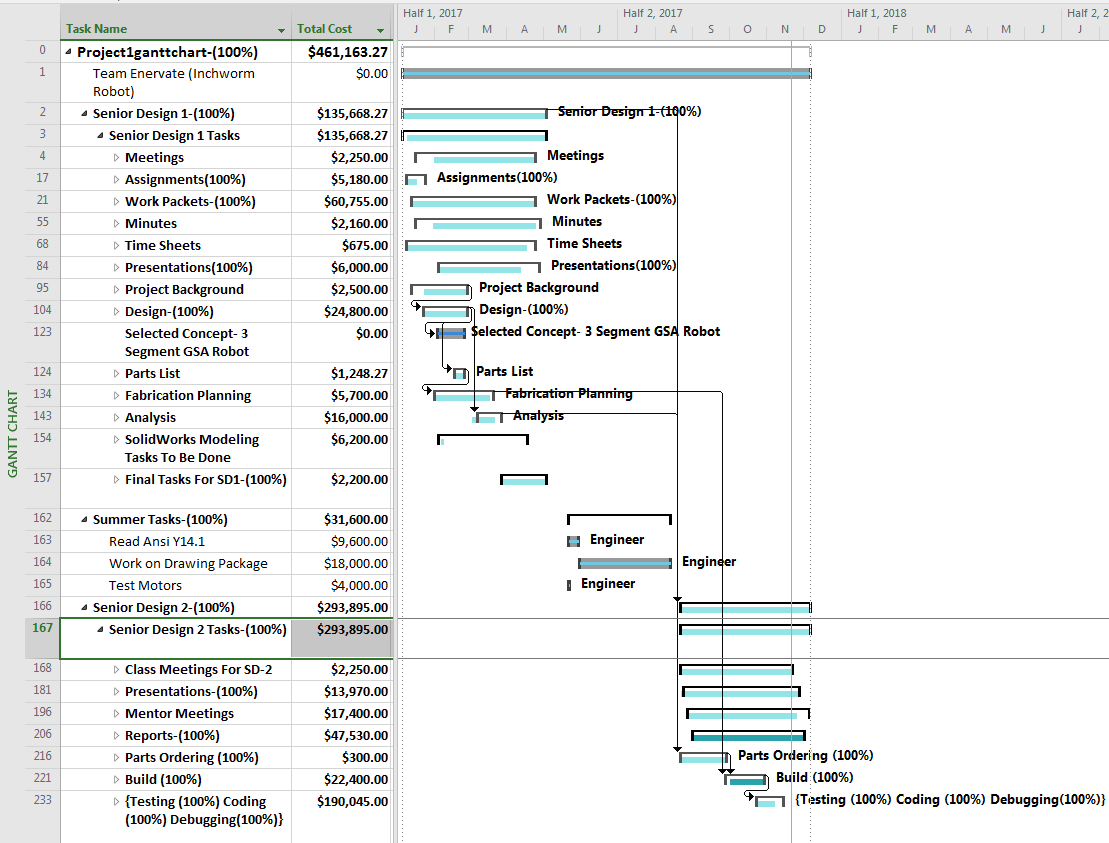 Half 1, 2017 Half 2, 2017 Half 1, 2018 Half 2, 2
Task Name Total Cost J F M A M J J A S O N D J F M A M J J
GANTT CHART
0 Project1ganttchart-(100%) $461,163.27
1 Team Enervate (Inchworm $0.00
Robot)
2 Senior Design 1-(100%) $135,668.27 Senior Design 1-(100%)
3 Senior Design 1 Tasks $135,668.27
4 Meetings $2,250.00 Meetings
17 Assignments(100%) $5,180.00 Assignments(100%)
21 Work Packets-(100%) $60,755.00 Work Packets-(100%)
55 Minutes $2,160.00 Minutes
68 Time Sheets $675.00 Time Sheets
84 Presentations(100%) $6,000.00 Presentations(100%)
95 Project Background $2,500.00 Project Background
104 Design-(100%) $24,800.00 Design-(100%)
123 Selected Concept- 3 $0.00 Selected Concept- 3 Segment GSA Robot
Segment GSA Robot
124 Parts List $1,248.27 Parts List
134 Fabrication Planning $5,700.00 Fabrication Planning
143 Analysis $16,000.00 Analysis
154 SolidWorks Modeling $6,200.00
Tasks To Be Done
157 Final Tasks For SD1-(100%) $2,200.00
162 Summer Tasks-(100%) $31,600.00
163 Read Ansi Y14.1 $9,600.00 Engineer
164 Work on Drawing Package $18,000.00 Engineer
165 Test Motors $4,000.00 Engineer
166 Senior Design 2-(100%) $293,895.00
167 Senior Design 2 Tasks-(100%) $293,895.00
168 Class Meetings For SD-2 $2,250.00
181 Presentations-(100%) $13,970.00
196 Mentor Meetings $17,400.00
206 Reports-(100%) $47,530.00
216 Parts Ordering (100%) $300.00 Parts Ordering (100%)
221 Build (100%) $22,400.00 Build (100%)
233 {Testing (100%) Coding $190,045.00 {Testing (100%) Coding (100%) Debugging(100%)}
(100%) Debugging(100%)}